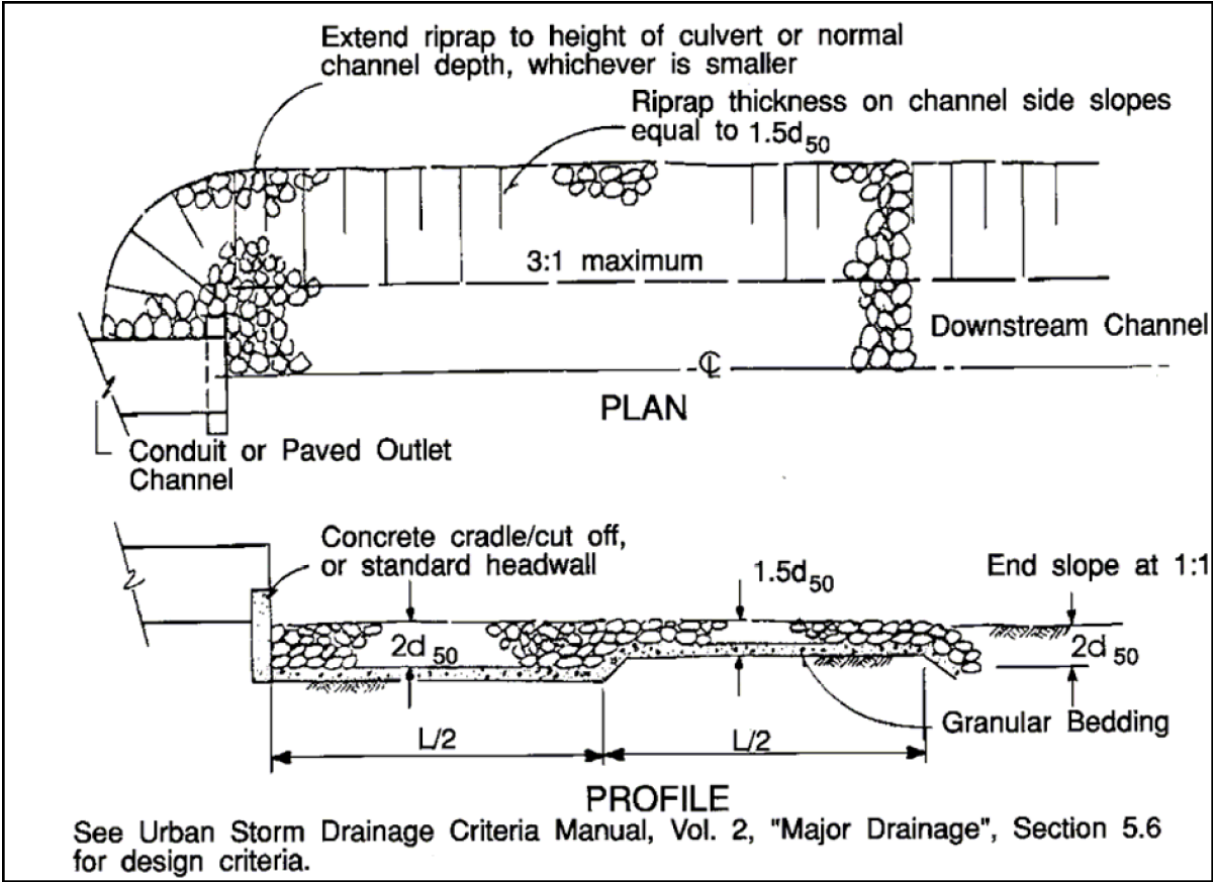 Extend riprap to height of culvert or normal
channel depth, whichever is smaller
Riprap thickness on channel side slopes
equal to 1.5d50
3:1 maximum
Downstream Channel
℄
PLAN
Conduit or Paved Outlet
Channel
Concrete cradle/cut off,
or standard headwall
1.5d50
End slope at 1:1
2d50
2d50
Granular Bedding
L/2
L/2
PROFILE
See Urban Storm Drainage Criteria Manual, Vol. 2, "Major Drainage", Section 5.6
for design criteria.